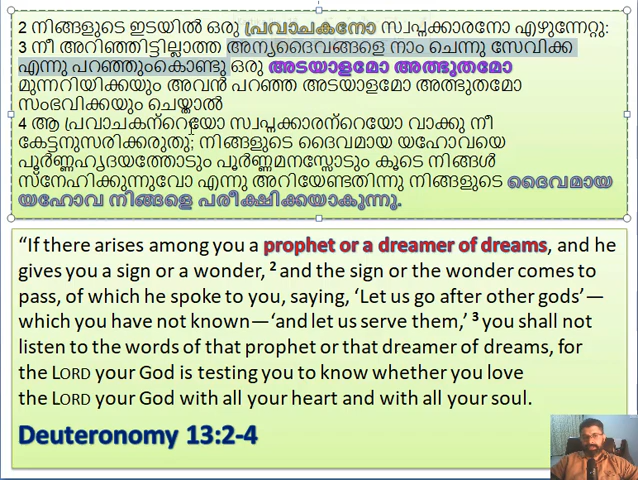 2 നിങ്ങളുടെ ഇടയിൽ ഒരു പ്രവാചകനോ സ്വപ്നക്കാരനോ എഴുന്നേറ്റു:
3 നീ അറിഞ്ഞിട്ടില്ലാത്ത അന്യദൈവങ്ങളെ നാം ചെന്നു സേവിക്ക
എന്നു പറഞ്ഞുംകൊണ്ടു ഒരു അടയാളമോ അത്ഭുതമോ
മുന്നറിയിക്കയും അവൻ പറഞ്ഞ അടയാളമോ അത്ഭുതമോ
സംഭവിക്കയും ചെയ്താൽ
4 ആ പ്രവാചകന്റെയോ സ്വപ്നക്കാരന്റെയോ വാക്കു നീ
കേട്ടനുസരിക്കരുതു; നിങ്ങളുടെ ദൈവമായ യഹോവയെ
പൂർണ്ണഹൃദയത്തോടും പൂർണ്ണമനസ്സോടും കൂടെ നിങ്ങൾ
സ്നേഹിക്കുന്നുവോ എന്നു അറിയേണ്ടതിന്നു നിങ്ങളുടെ ദൈവമായ
യഹോവ നിങ്ങളെ പരീക്ഷിക്കയാകുന്നു.
“If there arises among you a prophet or a dreamer of dreams, and he
gives you a sign or a wonder, 2 and the sign or the wonder comes to
pass, of which he spoke to you, saying, ‘Let us go after other gods’—
which you have not known—‘and let us serve them,’ 3 you shall not
listen to the words of that prophet or that dreamer of dreams, for
the LORD your God is testing you to know whether you love
the LORD your God with all your heart and with all your soul.
Deuteronomy 13:2-4